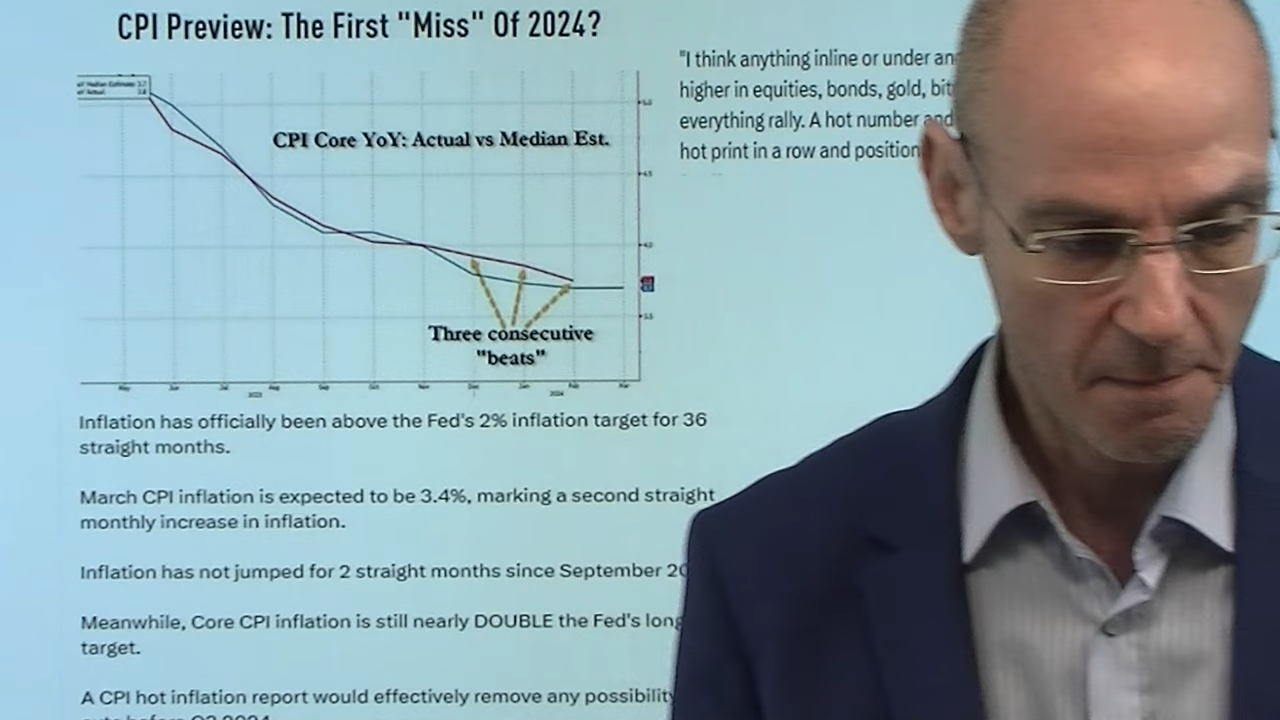 CPI Preview: The First "Miss" Of 2024?
"I think anything inline or under an
higher in equities, bonds, gold, bit
everything rally. A hot number and
hot print in a row and position
CPI Core YoY: Actual vs Median Est.
Three consecutive
"beats"
Inflation has officially been above the Fed's 2% inflation target for 36
straight months.
March CPI inflation is expected to be 3.4%, marking a second straight
monthly increase in inflation.
Inflation has not jumped for 2 straight months since September 20
Meanwhile, Core CPI inflation is still nearly DOUBLE the Fed's long
target.
A CPI hot inflation report would effectively remove any possibility